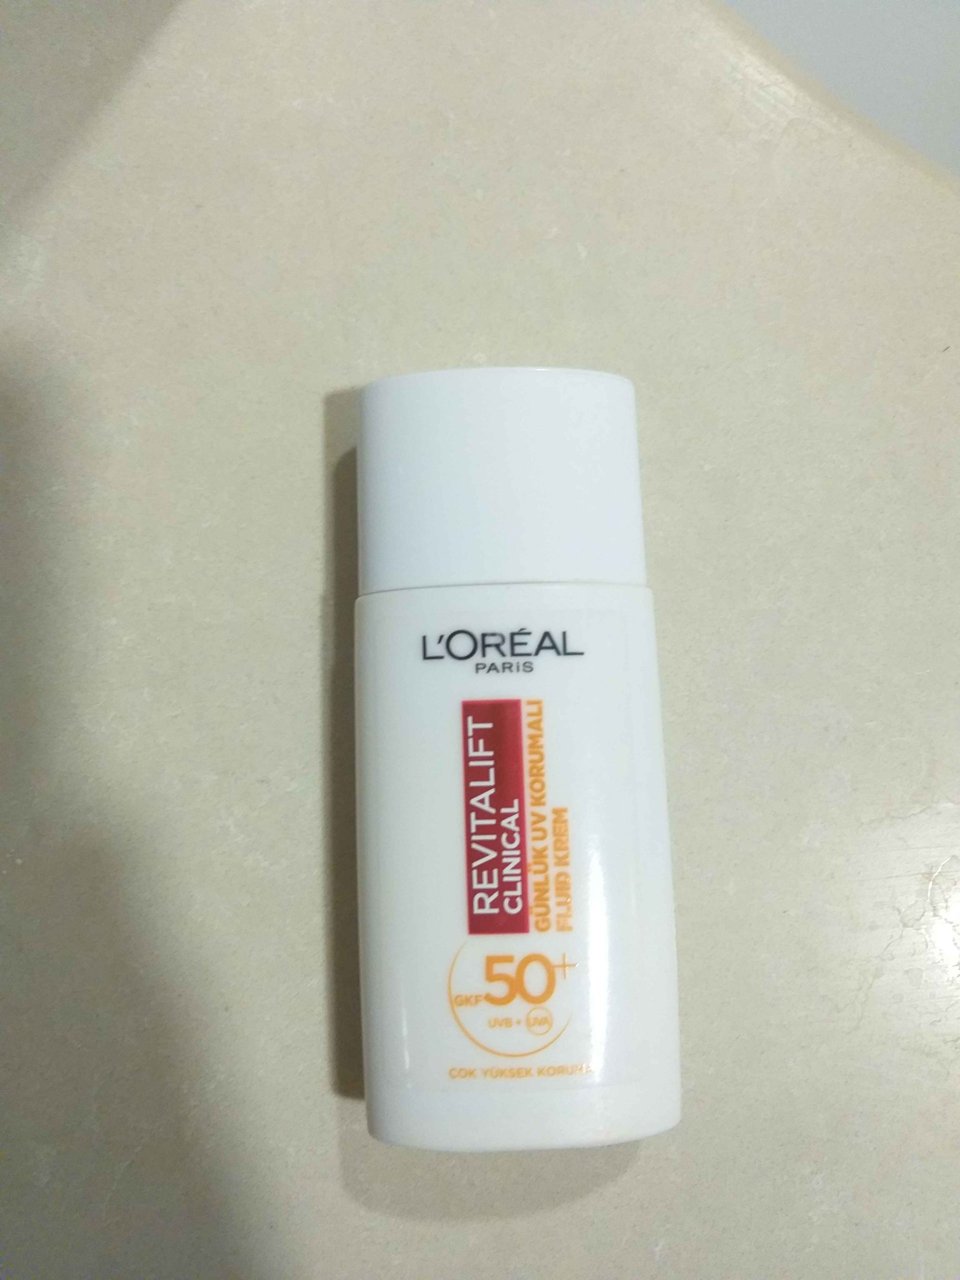 L'ORÉAL
PARIS
REVITALIFT
CLINICAL
GÜNLÜK UV KORUMALI
FLUID KREM
GKF 50+
UVB + UVA
ÇOK YÜKSEK KORUMA